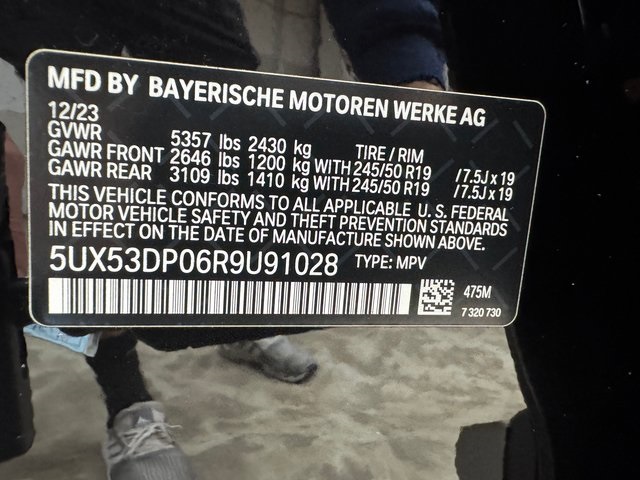 MFD BY BAYERISCHE MOTOREN WERKE AG
12/23
GVWR 5357 lbs 2430 kg TIRE / RIM
GAWR FRONT 2646 lbs 1200 kg WITH 245/50 R19 /7.5J x 19
GAWR REAR 3109 lbs 1410 kg WITH 245/50 R19 /7.5J x 19
THIS VEHICLE CONFORMS TO ALL APPLICABLE U. S. FEDERAL
MOTOR VEHICLE SAFETY AND THEFT PREVENTION STANDARDS
IN EFFECT ON THE DATE OF MANUFACTURE SHOWN ABOVE.
5UX53DP06R9U91028 TYPE: MPV
475M
7 320 730